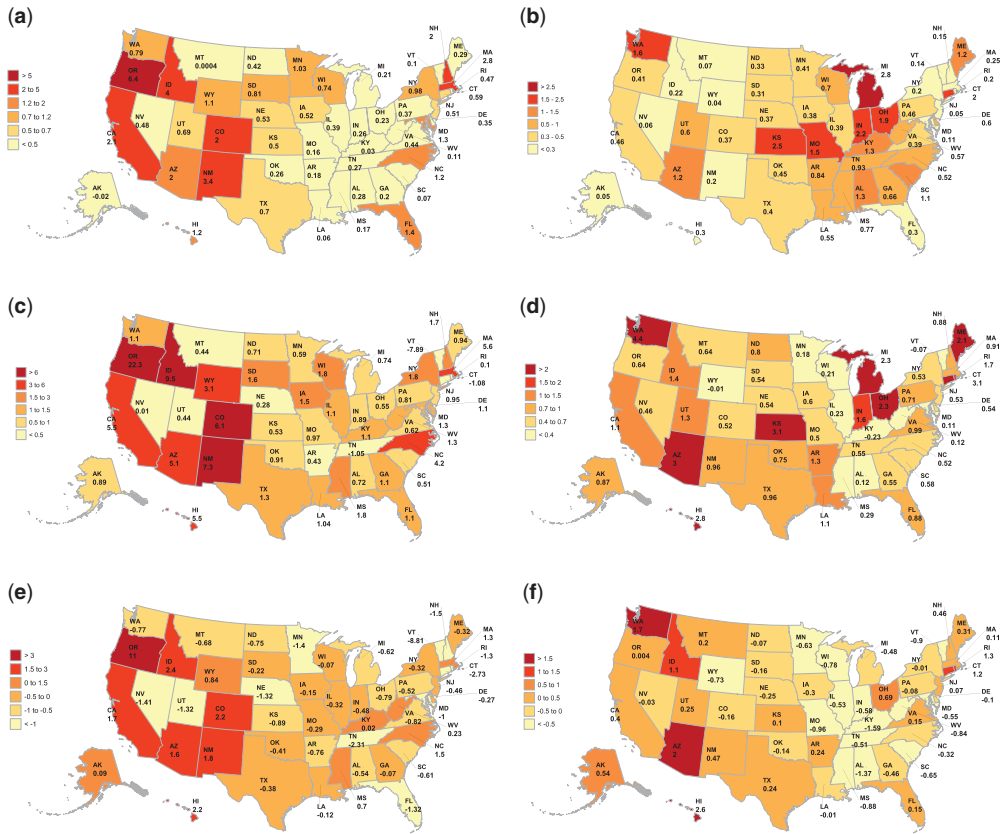 (a)
> 5
2 to 5
1.2 to 2
0.7 to 1.2
0.5 to 0.7
< 0.5
WA
0.79
OR
6.4
CA
2.1
ID
4
NV
0.48
MT
0.0004
WY
1.1
UT
0.69
AZ
2
CO
2
NM
3.4
ND
0.42
SD
0.81
NE
0.53
KS
0.5
OK
0.26
TX
0.7
MN
1.03
IA
0.52
MO
0.16
AR
0.18
LA
0.06
WI
0.74
IL
0.39
MI
0.21
IN
0.26
OH
0.23
KY
0.03
TN
0.27
MS
0.17
AL
0.28
GA
0.2
FL
1.4
SC
0.07
NC
1.2
WV
0.11
VA
0.44
MD
1.3
DE
0.35
PA
0.37
NJ
0.51
NY
0.98
CT
0.59
RI
0.47
MA
2.8
VT
0.1
NH
2
ME
0.29
AK
-0.02
HI
1.2
(b)
> 2.5
1.5 - 2.5
1.5 - 1
0.5 - 1
0.3 - 0.5
< 0.3
WA
1.6
OR
0.41
CA
0.46
ID
0.22
NV
0.06
MT
0.07
WY
0.04
UT
0.6
AZ
1.2
CO
0.37
NM
0.2
ND
0.33
SD
0.31
NE
0.37
KS
2.5
OK
0.45
TX
0.4
MN
0.41
IA
0.38
MO
1.5
AR
0.84
LA
0.55
WI
0.7
IL
0.39
MI
2.8
IN
2.2
OH
1.9
KY
1.3
TN
0.93
MS
0.77
AL
1.3
GA
0.66
FL
0.3
SC
1.1
NC
0.52
WV
0.57
VA
0.39
MD
0.11
DE
0.6
PA
0.46
NJ
0.05
NY
0.2
CT
2
RI
0.2
MA
0.25
VT
0.14
NH
0.15
ME
1.2
AK
0.05
HI
0.3
(c)
> 6
3 to 6
1.5 to 3
1 to 1.5
0.5 to 1
< 0.5
WA
1.1
OR
22.3
CA
5.5
ID
9.5
NV
0.01
MT
0.44
WY
3.1
UT
0.44
AZ
5.1
CO
6.1
NM
7.3
ND
0.71
SD
1.6
NE
0.28
KS
0.53
OK
0.91
TX
1.3
MN
0.59
IA
1.5
MO
0.97
AR
0.43
LA
1.04
WI
1.8
IL
1.1
MI
0.74
IN
0.89
OH
0.55
KY
1.1
TN
-1.05
MS
1.8
AL
0.72
GA
1.1
FL
1.1
SC
0.51
NC
4.2
WV
1.3
VA
0.62
MD
1.3
DE
1.1
PA
0.81
NJ
0.95
NY
1.8
CT
-1.08
RI
0.1
MA
5.6
VT
-7.89
NH
1.7
ME
0.94
AK
0.89
HI
5.5
(d)
> 2
1.5 to 2
1 to 1.5
0.7 to 1
0.4 to 0.7
< 0.4
WA
4.4
OR
0.64
CA
1.1
ID
1.4
NV
0.46
MT
0.64
WY
-0.01
UT
1.3
AZ
3
CO
0.52
NM
0.96
ND
0.8
SD
0.54
NE
0.54
KS
3.1
OK
0.75
TX
0.96
MN
0.18
IA
0.6
MO
0.5
AR
1.3
LA
1.1
WI
0.21
IL
0.23
MI
2.3
IN
1.6
OH
2.3
KY
-0.23
TN
0.55
MS
0.29
AL
0.12
GA
0.55
FL
0.88
SC
0.58
NC
0.52
WV
0.12
VA
0.99
MD
0.11
DE
0.54
PA
0.71
NJ
0.53
NY
0.53
CT
3.1
RI
1.7
MA
0.91
VT
-0.07
NH
0.88
ME
2.1
AK
0.87
HI
2.8
(e)
> 3
1.5 to 3
0 to 1.5
-0.5 to 0
-1 to -0.5
< -1
WA
-0.77
OR
11
CA
1.7
ID
2.4
NV
-1.41
MT
-0.68
WY
0.84
UT
-1.32
AZ
1.6
CO
2.2
NM
1.8
ND
-0.75
SD
-0.22
NE
-1.32
KS
-0.89
OK
-0.41
TX
-0.38
MN
-1.4
IA
-0.15
MO
-0.29
AR
-0.76
LA
-0.12
WI
-0.07
IL
-0.32
MI
-0.62
IN
-0.48
OH
-0.79
KY
0.02
TN
-2.31
MS
0.7
AL
-0.54
GA
-0.07
FL
-1.32
SC
-0.61
NC
1.5
WV
0.23
VA
-0.82
MD
-1
DE
-0.27
PA
-0.52
NJ
-0.46
NY
-0.32
CT
-2.73
RI
-1.3
MA
1.3
VT
-8.81
NH
-1.5
ME
-0.32
AK
0.09
HI
2.2
(f)
> 1.5
1 to 1.5
0.5 to 1
0 to 0.5
-0.5 to 0
< -0.5
WA
OR
0.004
CA
0.4
ID
1.1
NV
-0.03
MT
0.2
WY
-0.73
UT
0.25
AZ
2
CO
-0.16
NM
0.47
ND
-0.07
SD
-0.16
NE
-0.25
KS
0.1
OK
-0.14
TX
0.24
MN
-0.63
IA
-0.3
MO
-0.96
AR
0.24
LA
-0.01
WI
-0.78
IL
-0.53
MI
-0.48
IN
-0.58
OH
0.69
KY
-1.59
TN
-0.51
MS
-0.88
AL
-1.37
GA
-0.46
FL
0.15
SC
-0.65
NC
-0.32
WV
-0.84
VA
MD
-0.55
DE
-0.1
PA
-0.08
NJ
0.07
NY
-0.01
CT
1.2
RI
1.3
MA
0.11
VT
-0.9
NH
0.46
ME
0.31
AK
0.54
HI
2.6